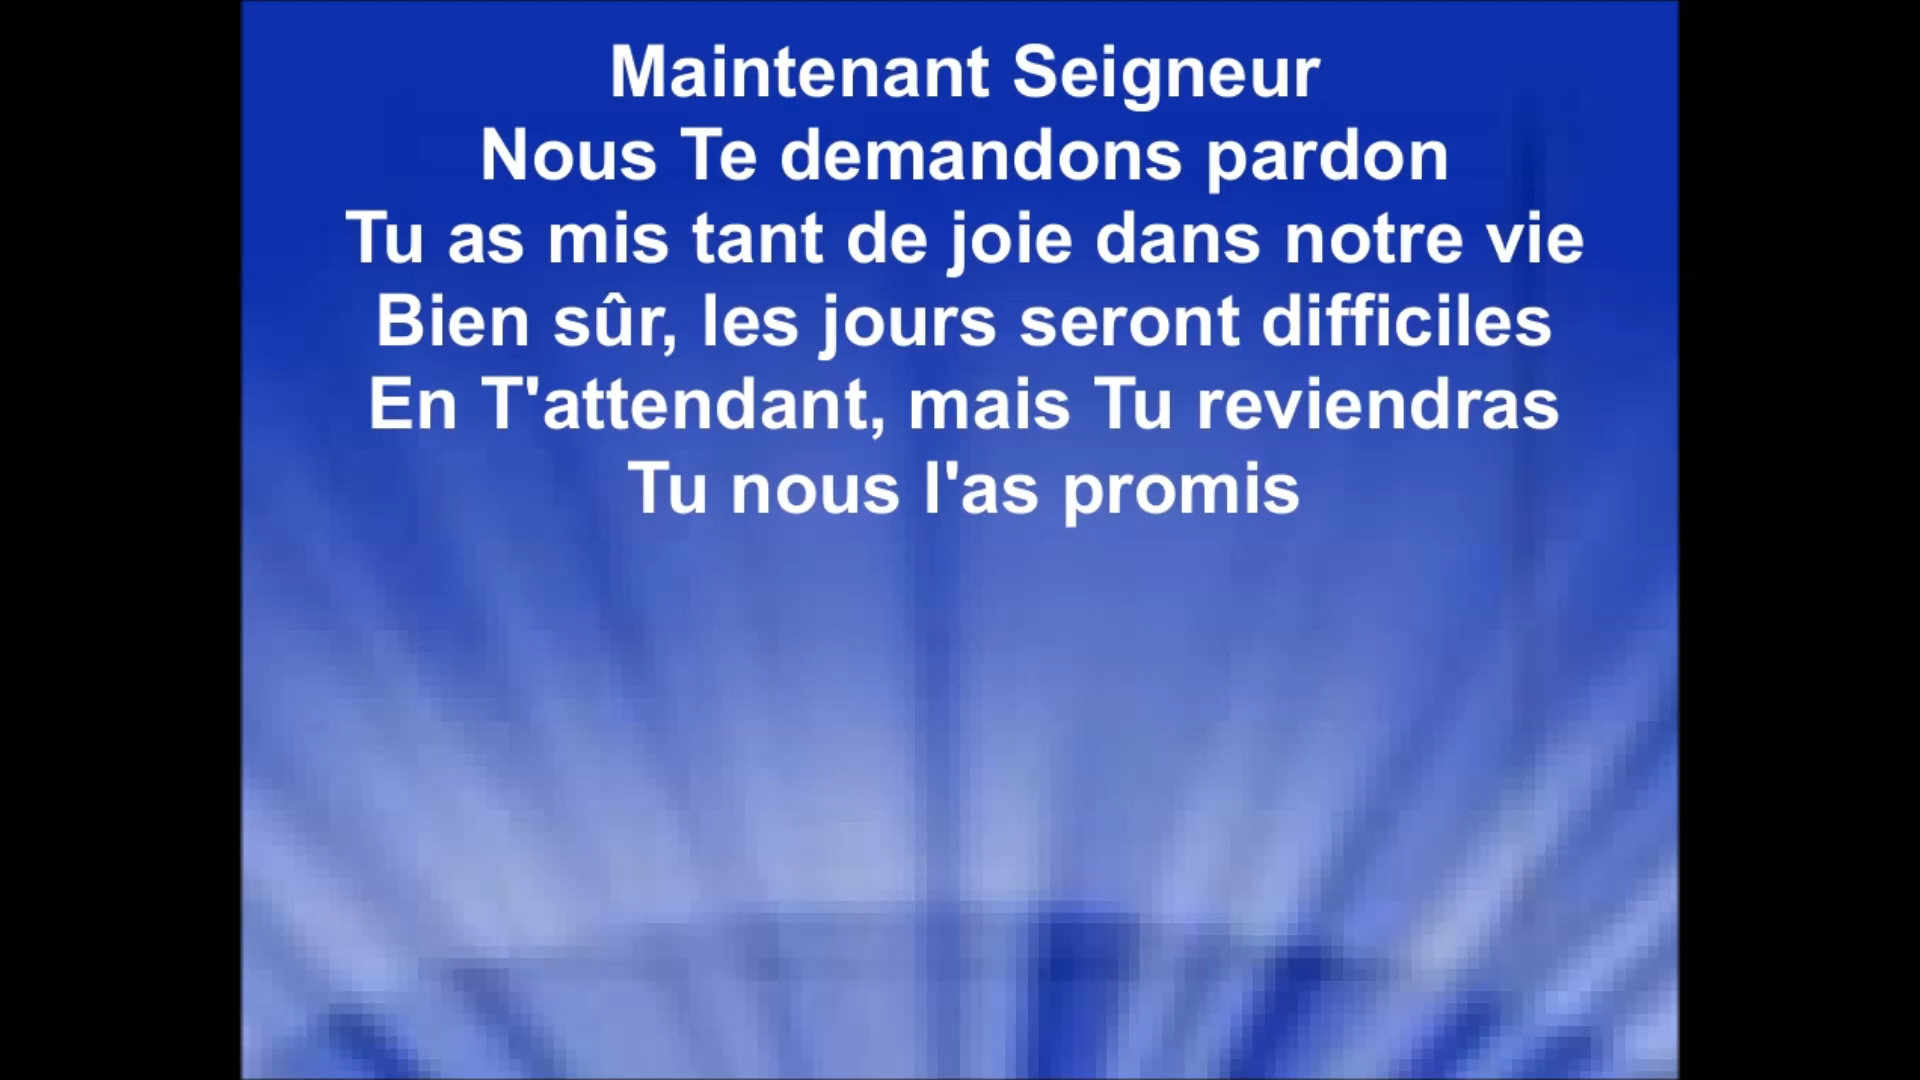 Maintenant Seigneur
Nous Te demandons pardon
Tu as mis tant de joie dans notre vie
Bien sûr, les jours seront difficiles
En T'attendant, mais Tu reviendras
Tu nous l'as promis